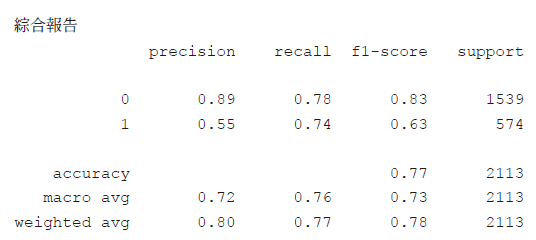 綜合報告
precision recall f1-score support
0 0.89 0.78 0.83 1539
1 0.55 0.74 0.63 574
accuracy 0.77 2113
macro avg 0.72 0.76 0.73 2113
weighted avg 0.80 0.77 0.78 2113